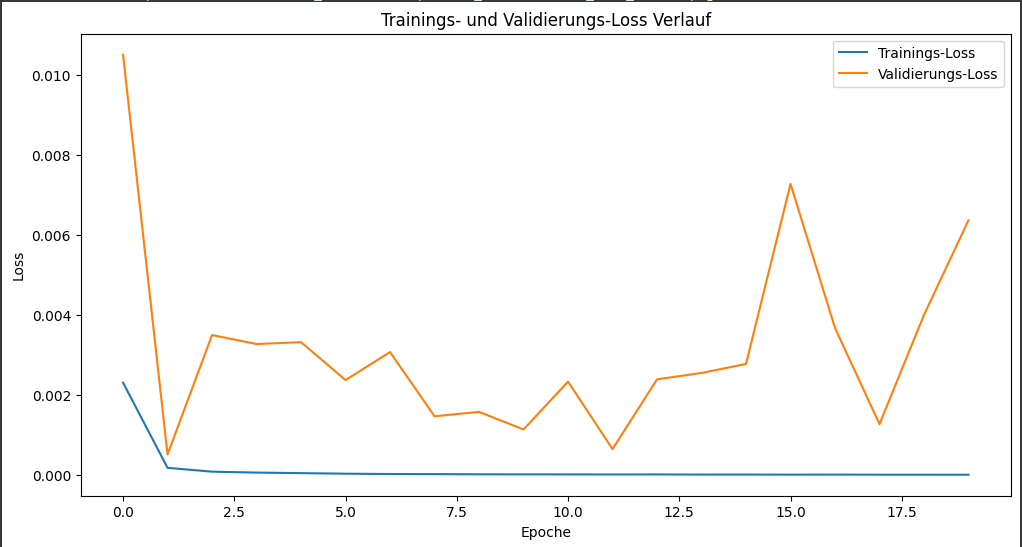 Trainings- und Validierungs-Loss Verlauf
Trainings-Loss
Validierungs-Loss
0.010
0.008
0.006
0.004
0.002
0.000
Loss
0.0 2.5 5.0 7.5 10.0 12.5 15.0 17.5
Epoche